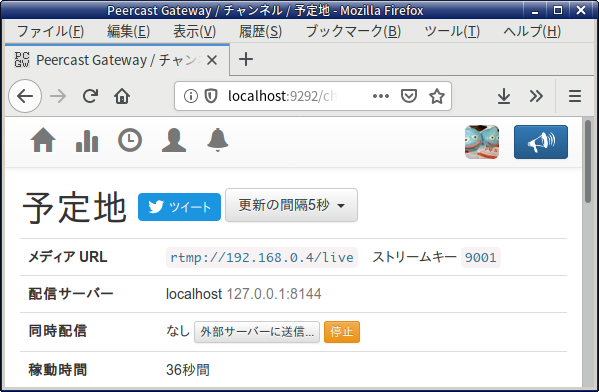 Peercast Gateway / チャンネル / 予定地 - Mozilla Firefox
ファイル(F) 編集(E) 表示(V) 履歴(S) ブックマーク(B) ツール(T) ヘルプ(H)
PC GW Peercast Gateway / チャン
localhost:9292/ch
予定地 ツイート 更新の間隔5秒
メディア URL rtmp://192.168.0.4/live ストリームキー 9001
配信サーバー localhost 127.0.0.1:8144
同時配信 なし 外部サーバーに送信... 停止
稼動時間 36秒間